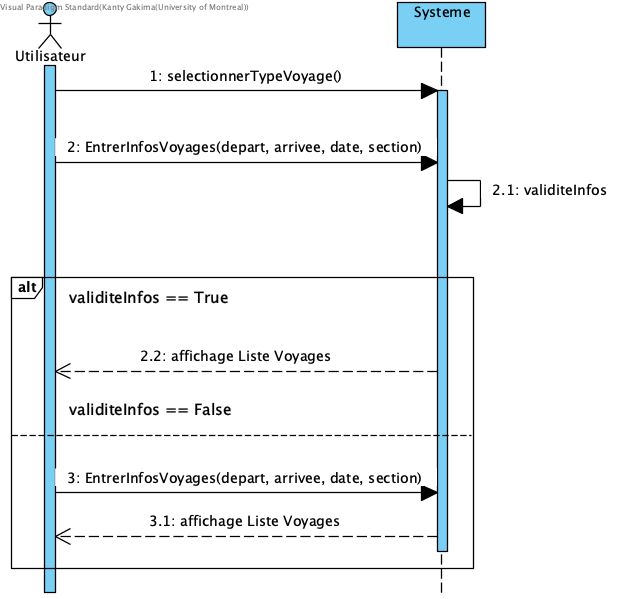 Visual Paradigm Standard(Kanty Gakima(University of Montreal))
Systeme
Utilisateur
1: selectionnerTypeVoyage()
2: EntrerInfosVoyages(depart, arrivee, date, section)
2.1: validiteInfos
alt
validiteInfos == True
2.2: affichage Liste Voyages
validiteInfos == False
3: EntrerInfosVoyages(depart, arrivee, date, section)
3.1: affichage Liste Voyages